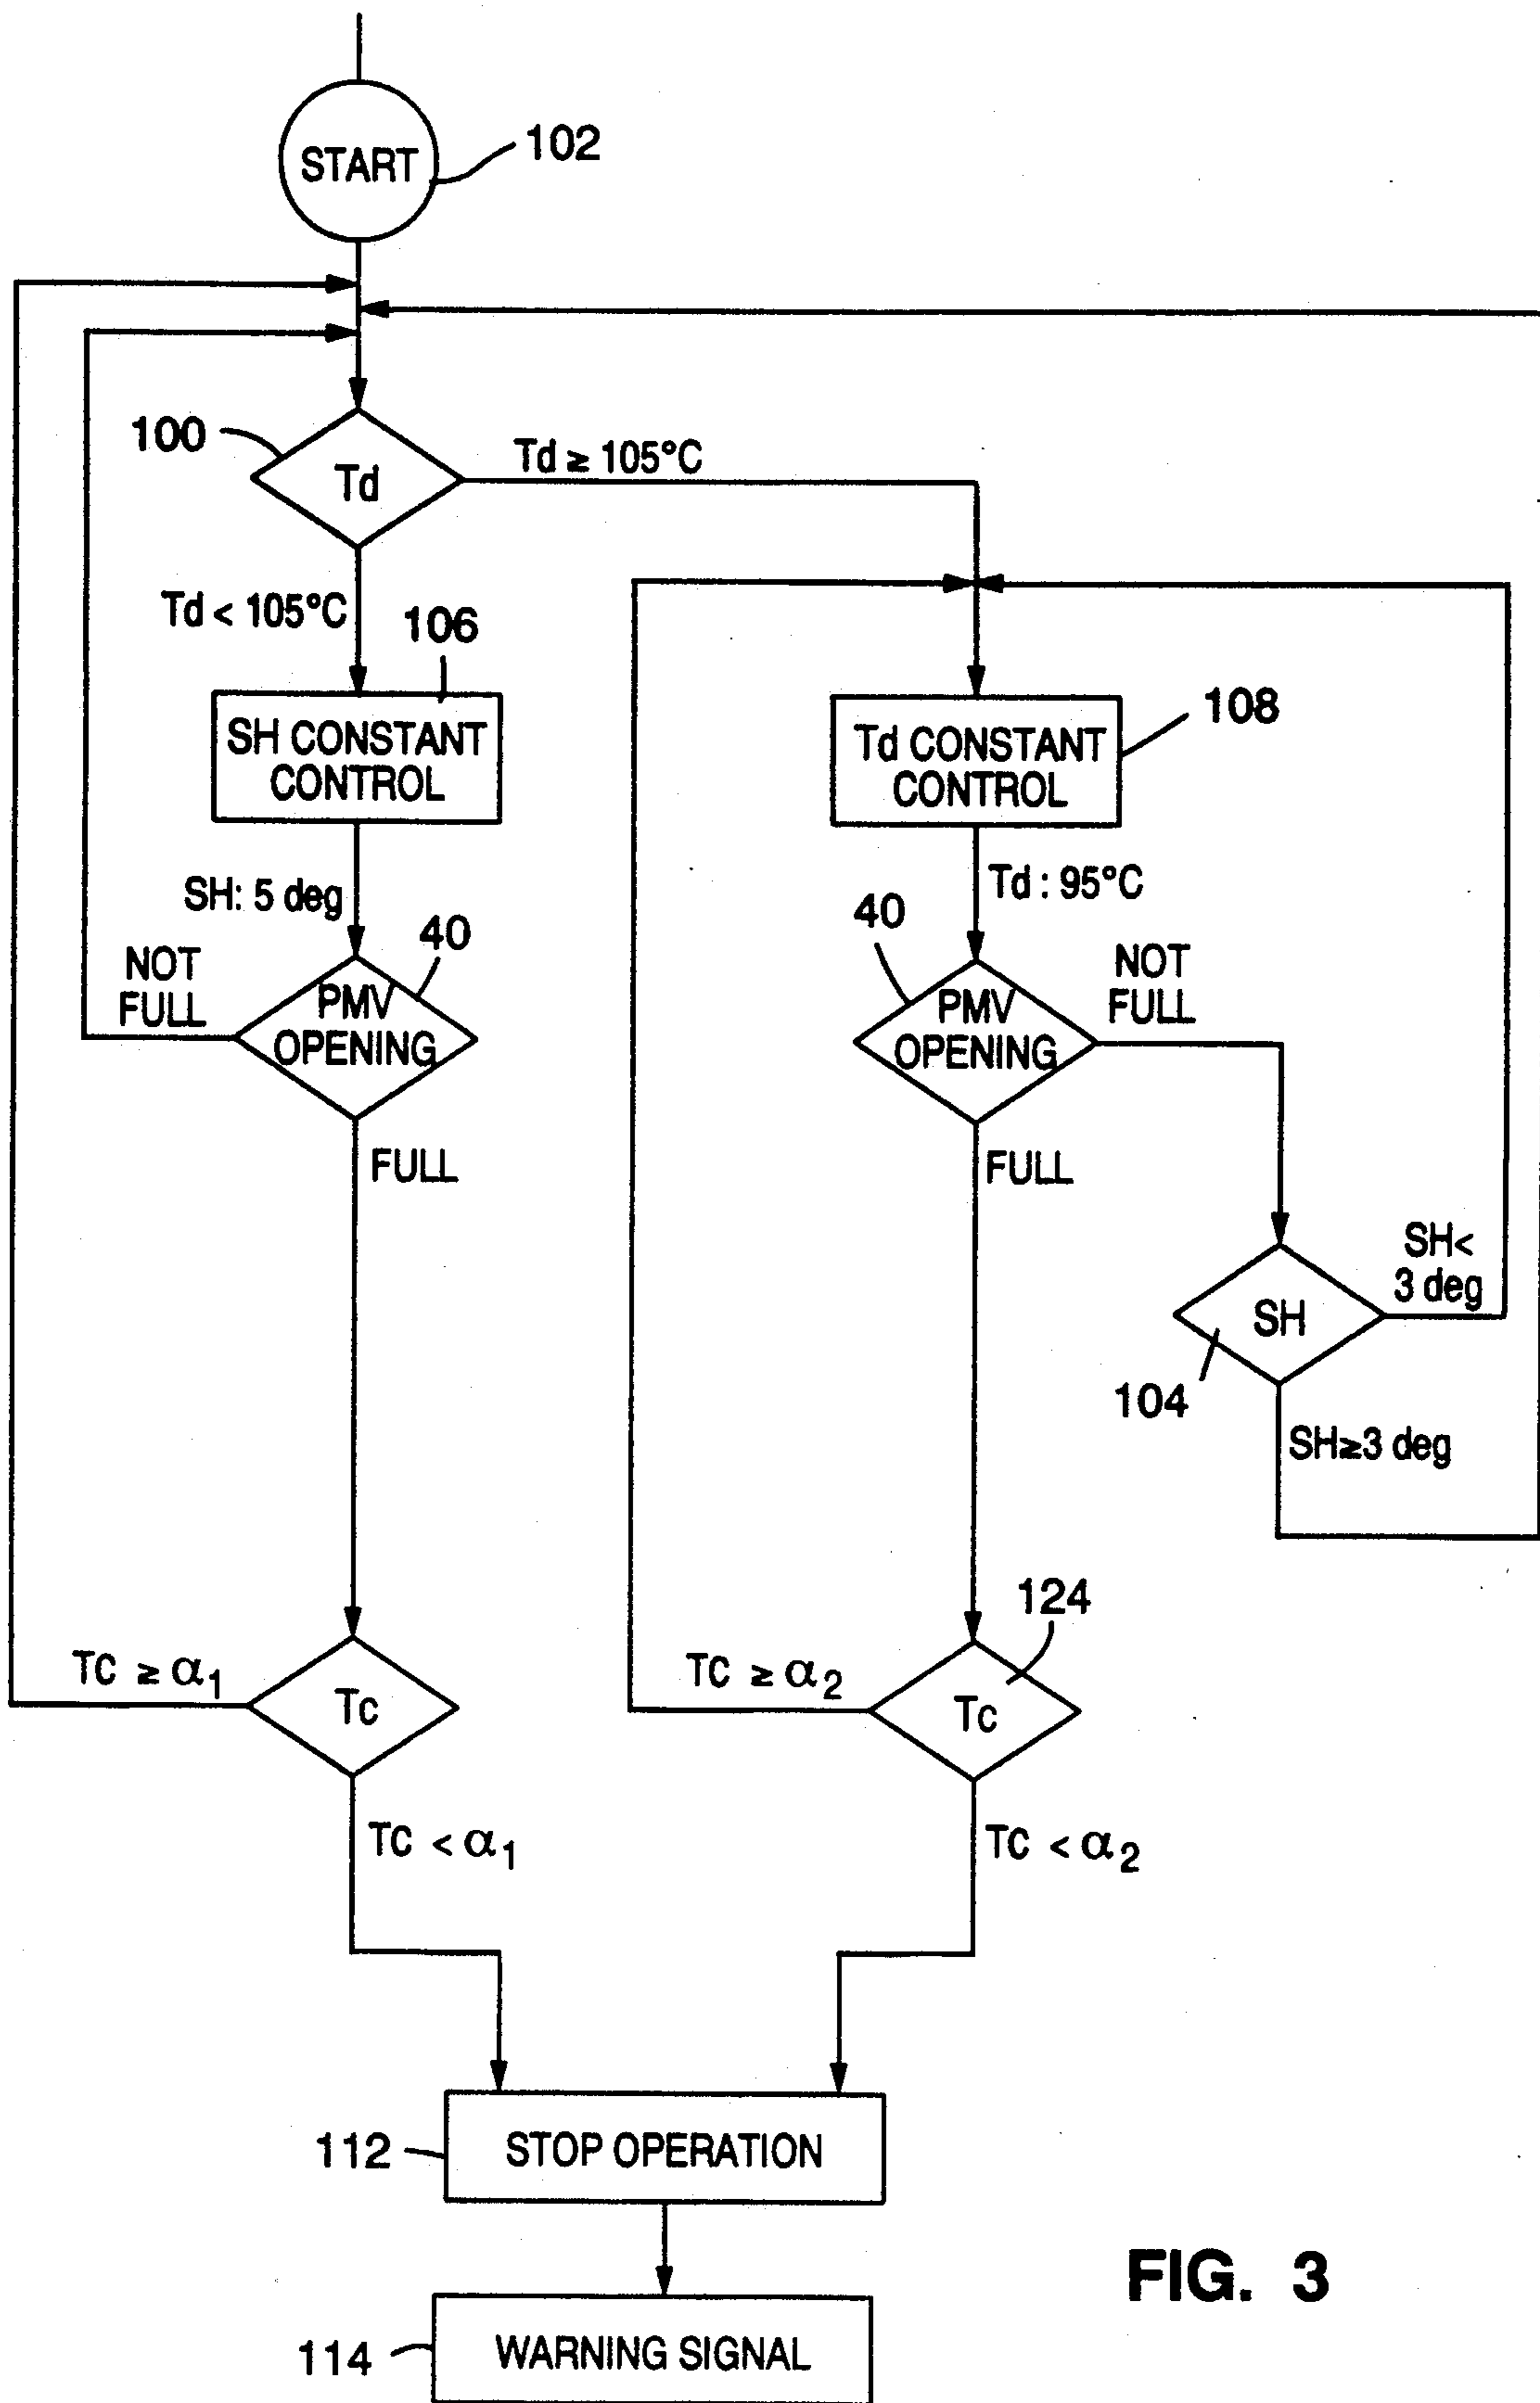 START
102
100
Td
Td ≥ 105°C
Td < 105°C
106
SH CONSTANT
CONTROL
108
Td CONSTANT
CONTROL
SH: 5 deg
Td : 95°C
40
NOT
FULL
PMV
OPENING
40
PMV
OPENING
NOT
FULL
FULL
FULL
SH<
3 deg
SH
104
SH≥3 deg
124
TC ≥ α1
Tc
TC ≥ α2
Tc
TC < α1
TC < α2
112
STOP OPERATION
114
WARNING SIGNAL
FIG. 3